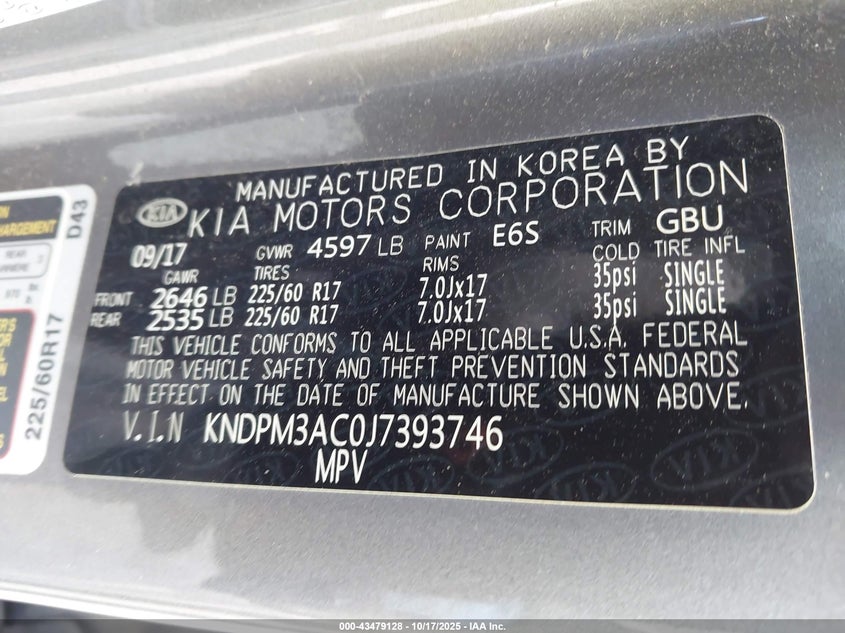 MANUFACTURED IN KOREA BY
KIA KIA MOTORS CORPORATION
09/17 GVWR 4597 LB PAINT E6S TRIM GBU
GAWR TIRES RIMS COLD TIRE INFL
FRONT 2646 LB 225/60 R17 7.0Jx17 35psi SINGLE
REAR 2535 LB 225/60 R17 7.0Jx17 35psi SINGLE
THIS VEHICLE CONFORMS TO ALL APPLICABLE U.S.A. FEDERAL
MOTOR VEHICLE SAFETY AND THEFT PREVENTION STANDARDS
IN EFFECT ON THE DATE OF MANUFACTURE SHOWN ABOVE.
V.I.N KNDPM3AC0J7393746
MPV
D43
225/60R17
000-43479128 - 10/17/2025 - IAA Inc.